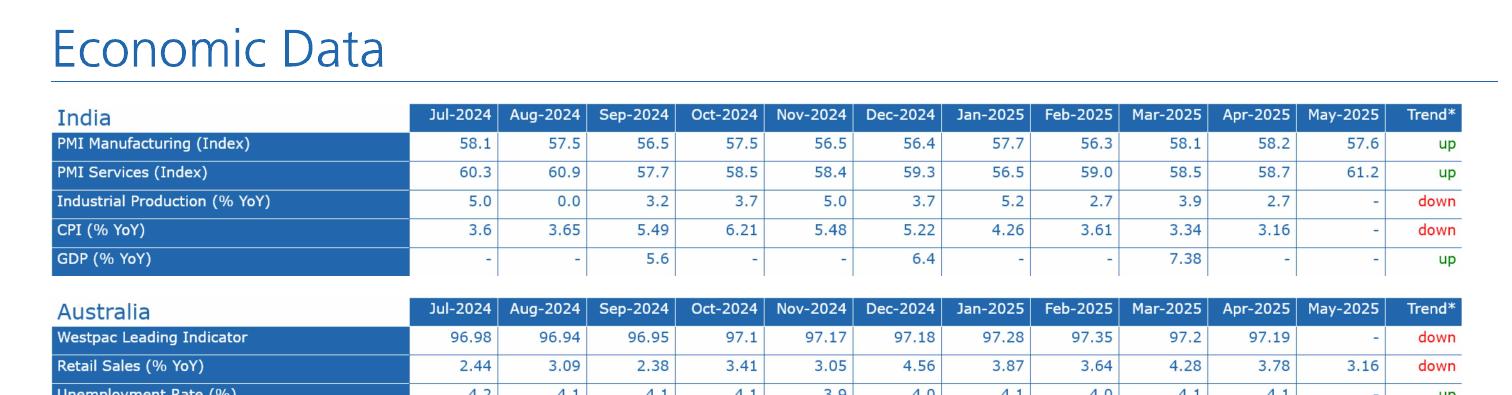 Economic Data
India Jul-2024 Aug-2024 Sep-2024 Oct-2024 Nov-2024 Dec-2024 Jan-2025 Feb-2025 Mar-2025 Apr-2025 May-2025 Trend*
PMI Manufacturing (Index) 58.1 57.5 56.5 57.5 56.5 56.4 57.7 56.3 58.1 58.2 57.6 up
PMI Services (Index) 60.3 60.9 57.7 58.5 58.4 59.3 56.5 59.0 58.5 58.7 61.2 up
Industrial Production (% YoY) 5.0 0.0 3.2 3.7 5.0 3.7 5.2 2.7 3.9 2.7 - down
CPI (% YoY) 3.6 3.65 5.49 6.21 5.48 5.22 4.26 3.61 3.34 3.16 - down
GDP (% YoY) - - 5.6 - - 6.4 - - 7.38 - - up
Australia Jul-2024 Aug-2024 Sep-2024 Oct-2024 Nov-2024 Dec-2024 Jan-2025 Feb-2025 Mar-2025 Apr-2025 May-2025 Trend*
Westpac Leading Indicator 96.98 96.94 96.95 97.1 97.17 97.18 97.28 97.35 97.2 97.19 - down
Retail Sales (% YoY) 2.44 3.09 2.38 3.41 3.05 4.56 3.87 3.64 4.28 3.78 3.16 down
Unemployment Rate (%) 4.2 4.1 4.1 4.1 3.9 4.0 4.1 4.0 4.1 4.1 - up